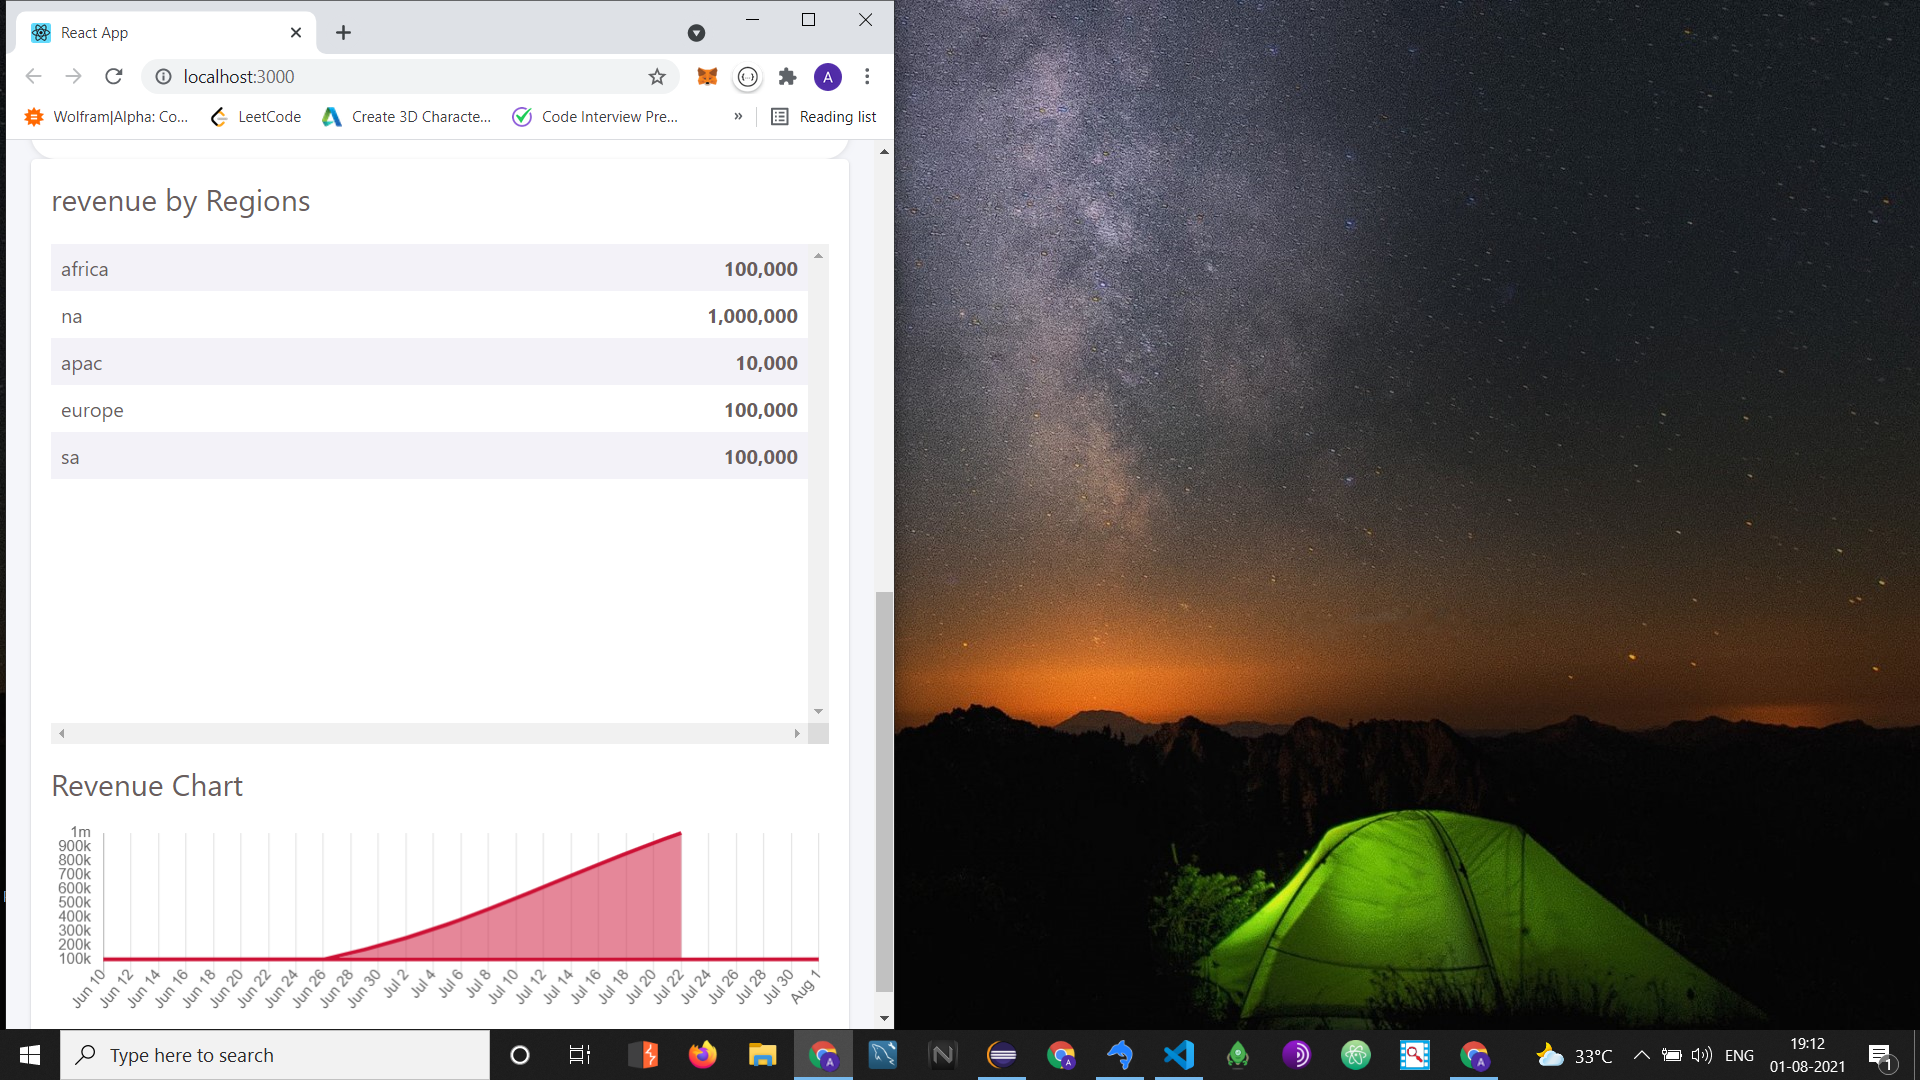 React App
localhost:3000
A
Wolfram|Alpha: Co...
LeetCode
Create 3D Characte...
Code Interview Pre...
»
Reading list
revenue by Regions
africa 100,000
na 1,000,000
apac 10,000
europe 100,000
sa 100,000
Revenue Chart
1m
900k
800k
700k
600k
500k
400k
300k
200k
100k
Jun 10 Jun 12 Jun 14 Jun 16 Jun 18 Jun 20 Jun 22 Jun 24 Jun 26 Jun 28 Jun 30 Jul 2 Jul 4 Jul 6 Jul 8 Jul 10 Jul 12 Jul 14 Jul 16 Jul 18 Jul 20 Jul 22 Jul 24 Jul 26 Jul 28 Jul 30 Aug 1
Type here to search
33°C
ENG
19:12
01-08-2021
1